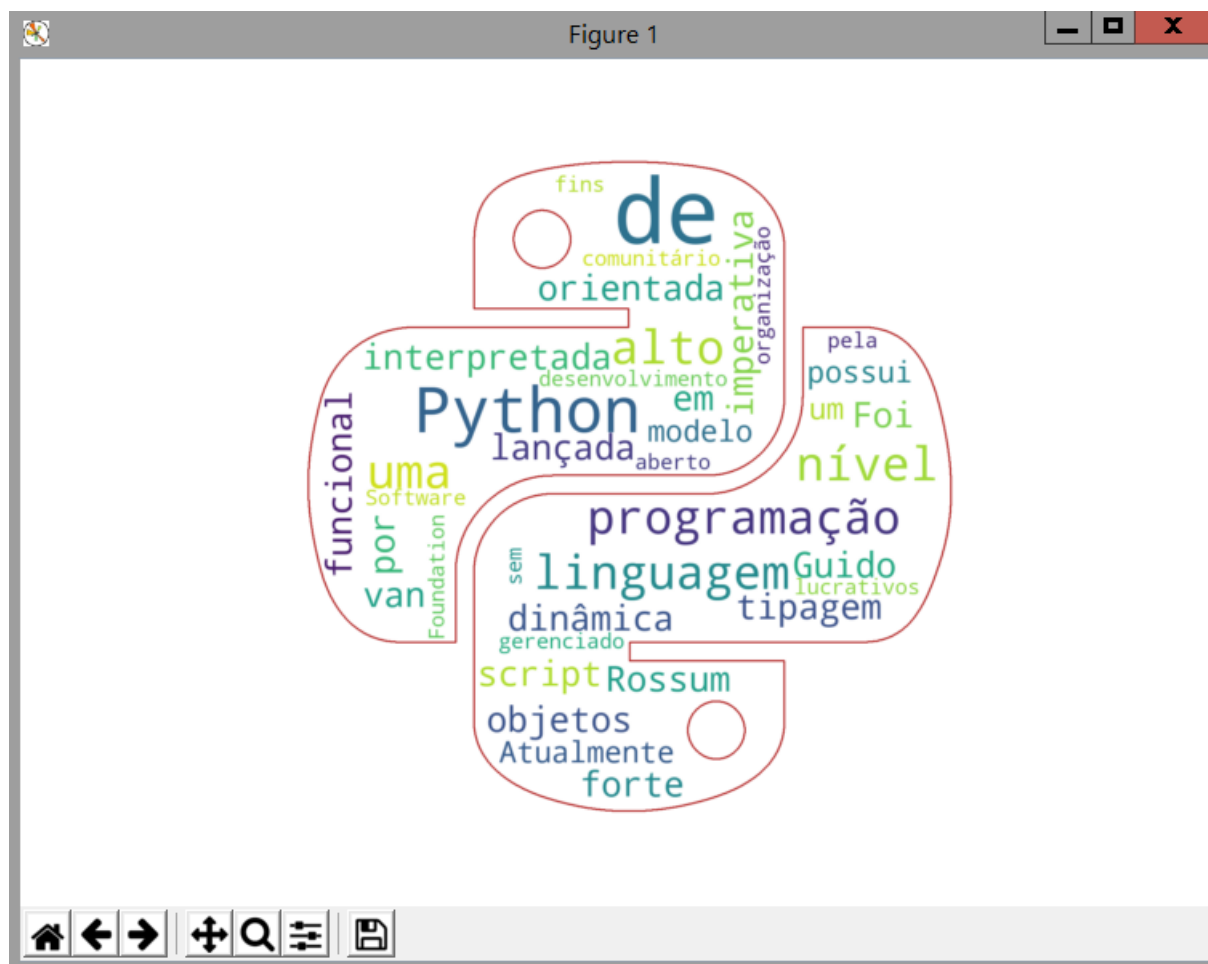 Figure 1
X
fins
de
comunitário
orientada
imperativa
organização
interpretada
alto
desenvolvimento
Python
em
modelo
lançada
aberto
funcional
uma
Software
por
van
Foundation
pela
possui
um
Foi
nível
programação
sem
linguagem
Guido
lucrativos
dinâmica
tipagem
gerenciado
script
Rossum
objetos
Atualmente
forte